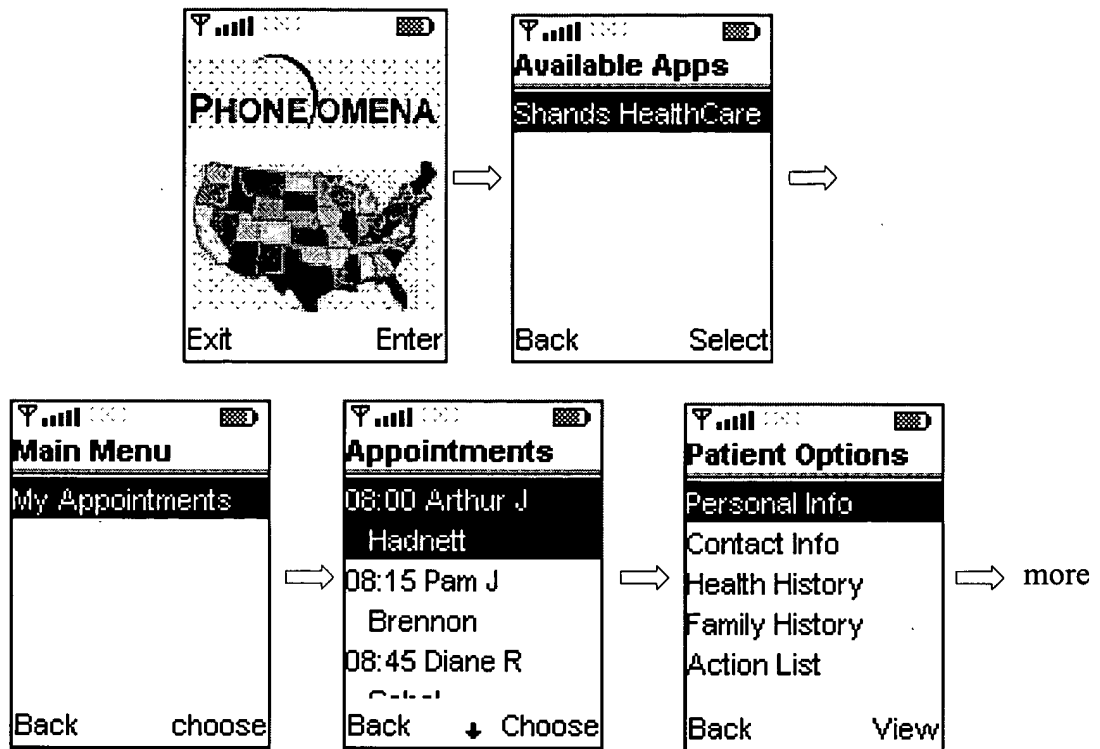 PHONE)OMENA
Exit Enter
Available Apps
Shands HealthCare
Back Select
Main Menu
My Appointments
Back choose
Appointments
08:00 Arthur J
Hadnett
08:15 Pam J
Brennon
08:45 Diane R
Back Choose
Patient Options
Personal Info
Contact Info
Health History
Family History
Action List
Back View
more